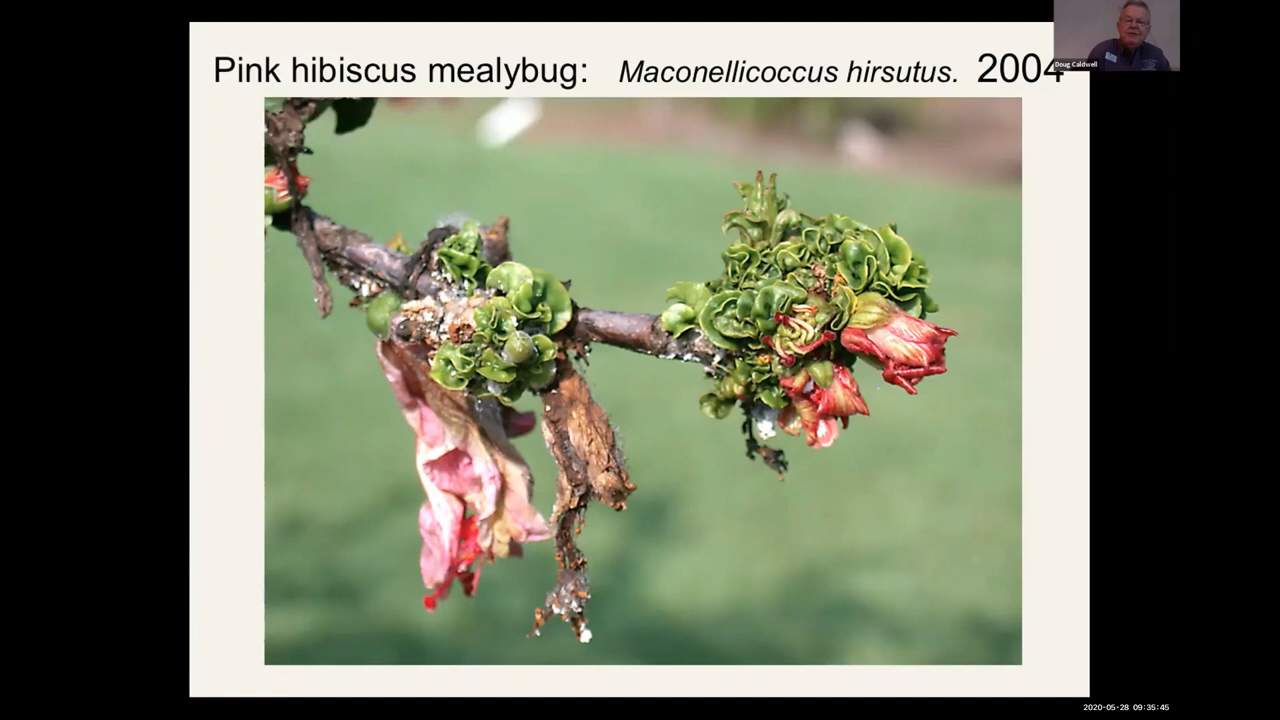 Pink hibiscus mealybug: Maconellicoccus hirsutus. 2004
Doug Caldwell
2020-05-28 09:35:45